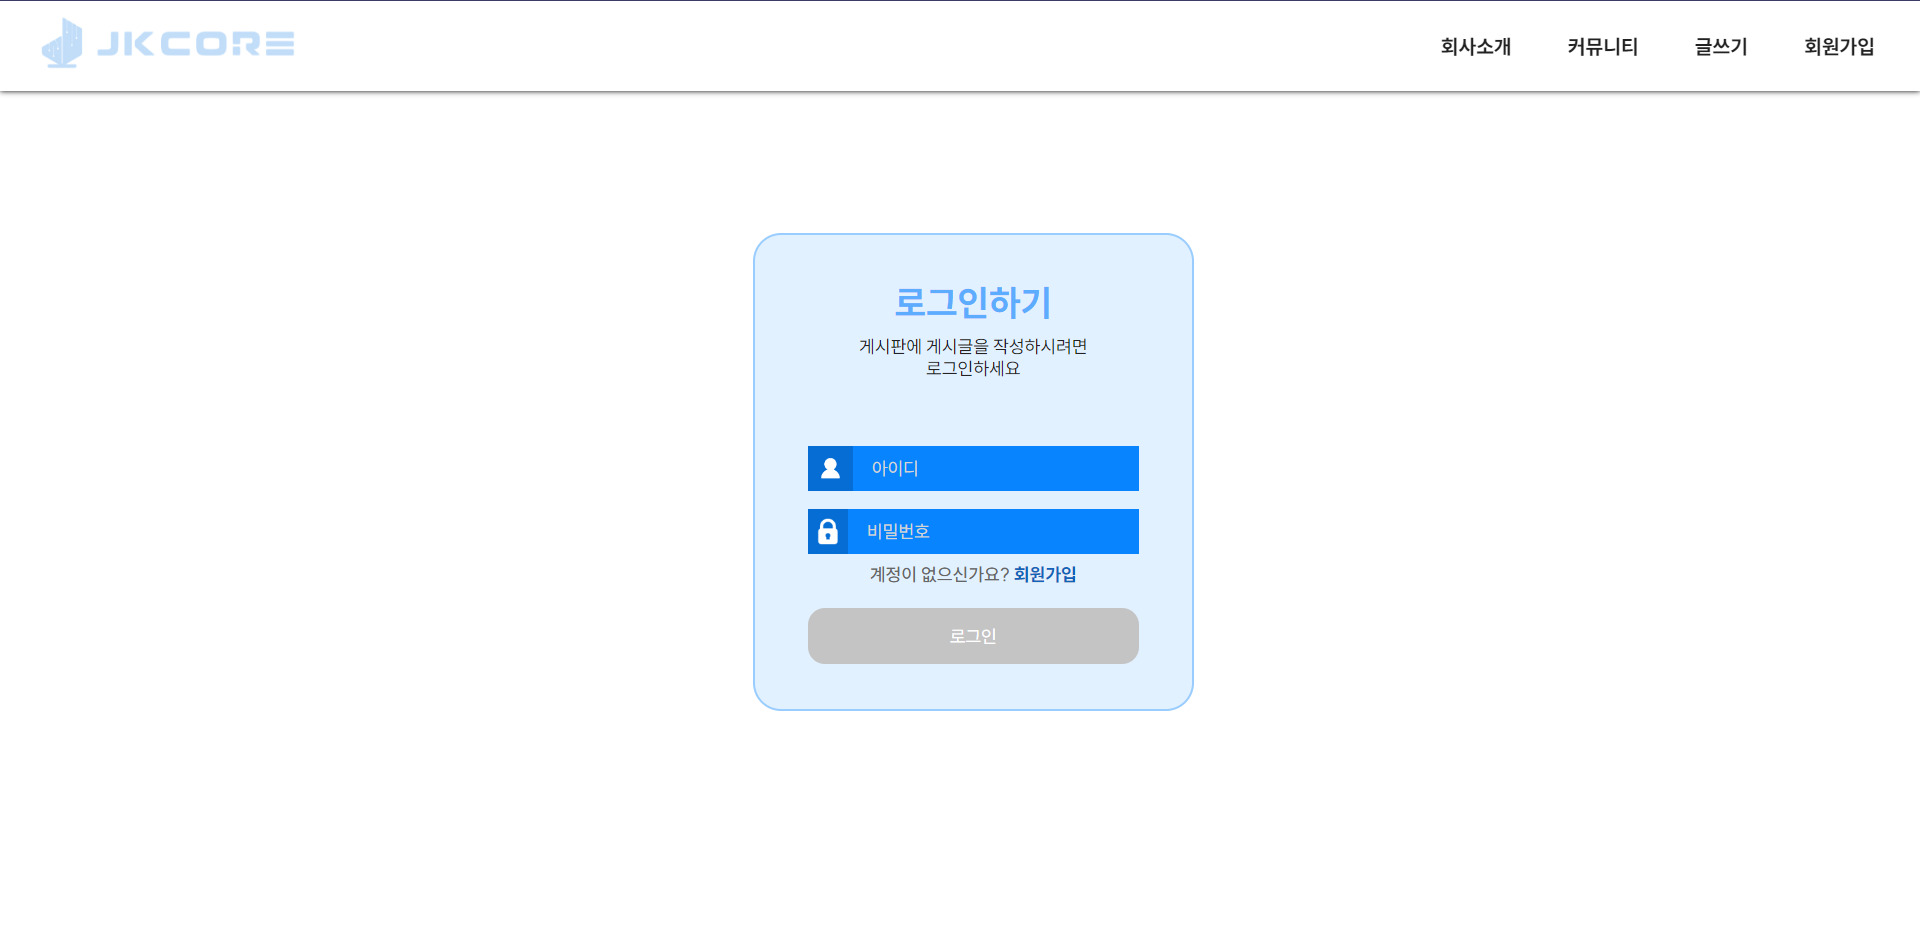 JKCORE
회사소개 커뮤니티 글쓰기 회원가입
로그인하기
게시판에 게시글을 작성하시려면
로그인하세요
아이디
비밀번호
계정이 없으신가요? 회원가입
로그인